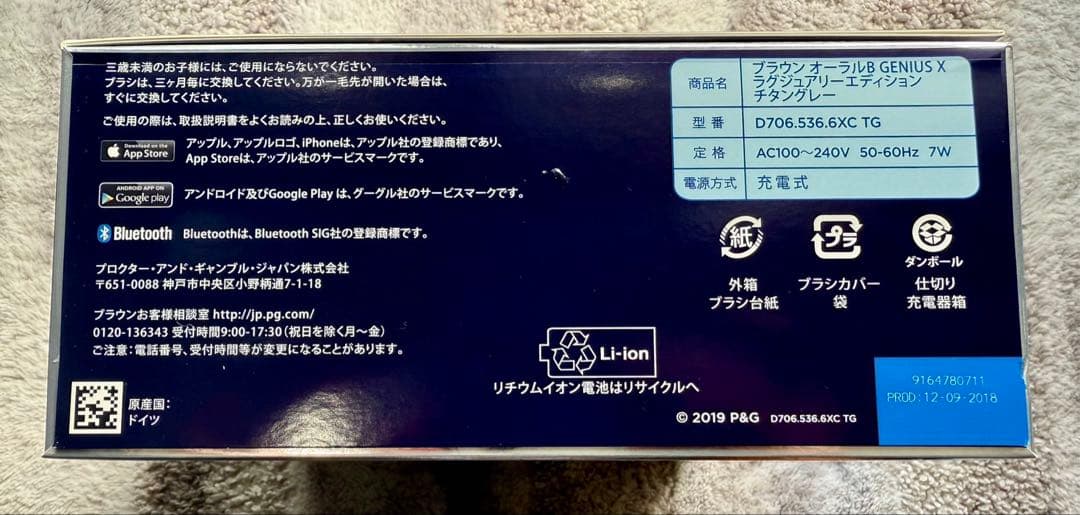 三歳未満のお子様には、ご使用にならないでください。
ブラシは、三ヶ月毎に交換してください。万が一毛先が開いた場合は、
すぐに交換してください。
ご使用の際は、取扱説明書をよくお読みの上、正しくお使いください。
Download on the
App Store
アップル、アップルロゴ、iPhoneは、アップル社の登録商標であり、
App Storeは、アップル社のサービスマークです。
ANDROID APP ON
Google play
アンドロイド及びGoogle Play は、グーグル社のサービスマークです。
Bluetooth
Bluetoothは、Bluetooth SIG社の登録商標です。
プロクター・アンド・ギャンブル・ジャパン株式会社
〒651-0088 神戸市中央区小野柄通7-1-18
ブラウンお客様相談室 http://jp.pg.com/
0120-136343 受付時間9:00-17:30（祝日を除く月〜金）
ご注意：電話番号、受付時間等が変更になることがあります。
原産国：
ドイツ
商品名
ブラウン オーラルB GENIUS X
ラグジュアリーエディション
チタングレー
型番 D706.536.6XC TG
定格 AC100〜240V 50-60Hz 7W
電源方式 充電式
紙
外箱
ブラシ台紙
プラ
ブラシカバー
袋
ダンボール
仕切り
充電器箱
Li-ion
リチウムイオン電池はリサイクルへ
© 2019 P&G D706.536.6XC TG
9164780711
PROD:12-09-2018